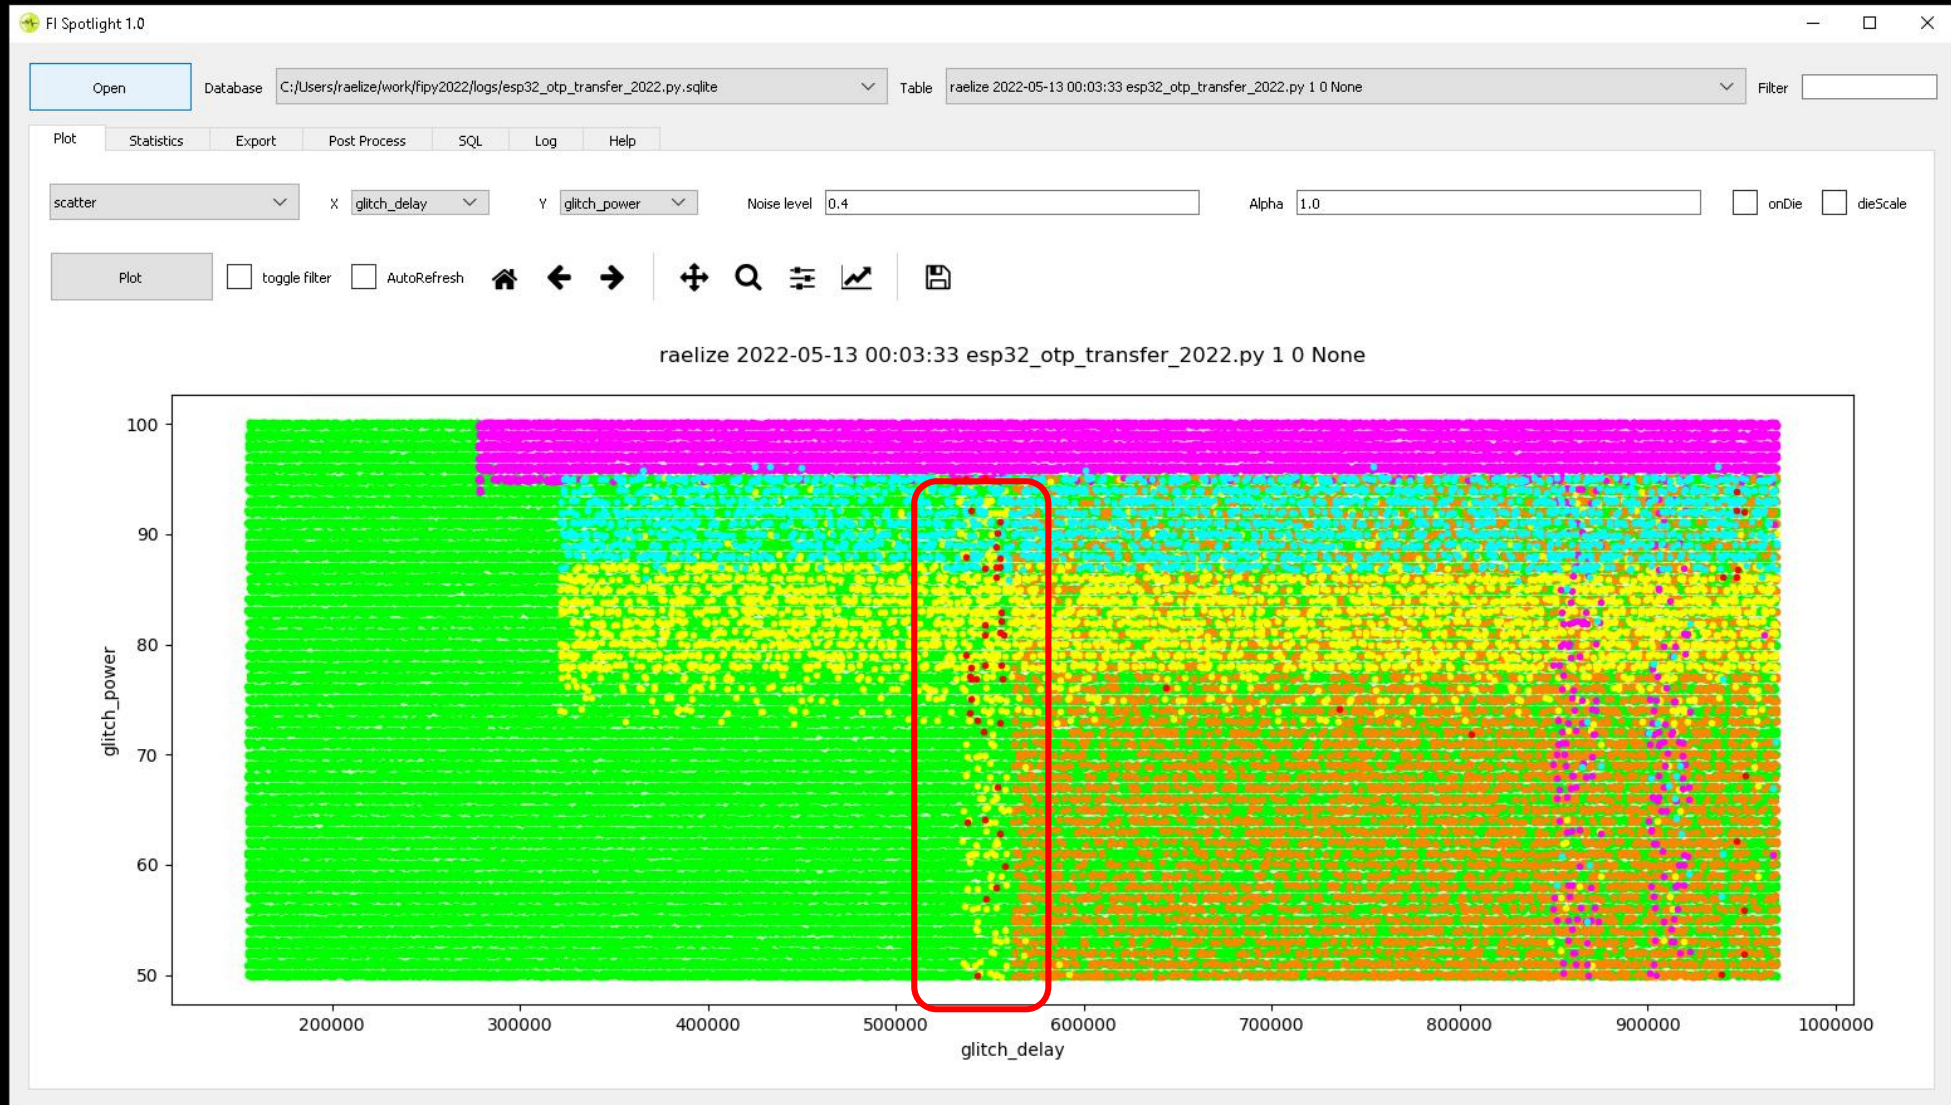 FI Spotlight 1.0
Open Database C:/Users/raelize/work/fipy2022/logs/esp32_otp_transfer_2022.py.sqlite Table raelize 2022-05-13 00:03:33 esp32_otp_transfer_2022.py 1 0 None Filter
Plot Statistics Export Post Process SQL Log Help
scatter X glitch_delay Y glitch_power Noise level 0.4 Alpha 1.0 onDie dieScale
Plot toggle filter AutoRefresh
raelize 2022-05-13 00:03:33 esp32_otp_transfer_2022.py 1 0 None
100
90
80
70
60
50
glitch_power
200000 300000 400000 500000 600000 700000 800000 900000 1000000
glitch_delay